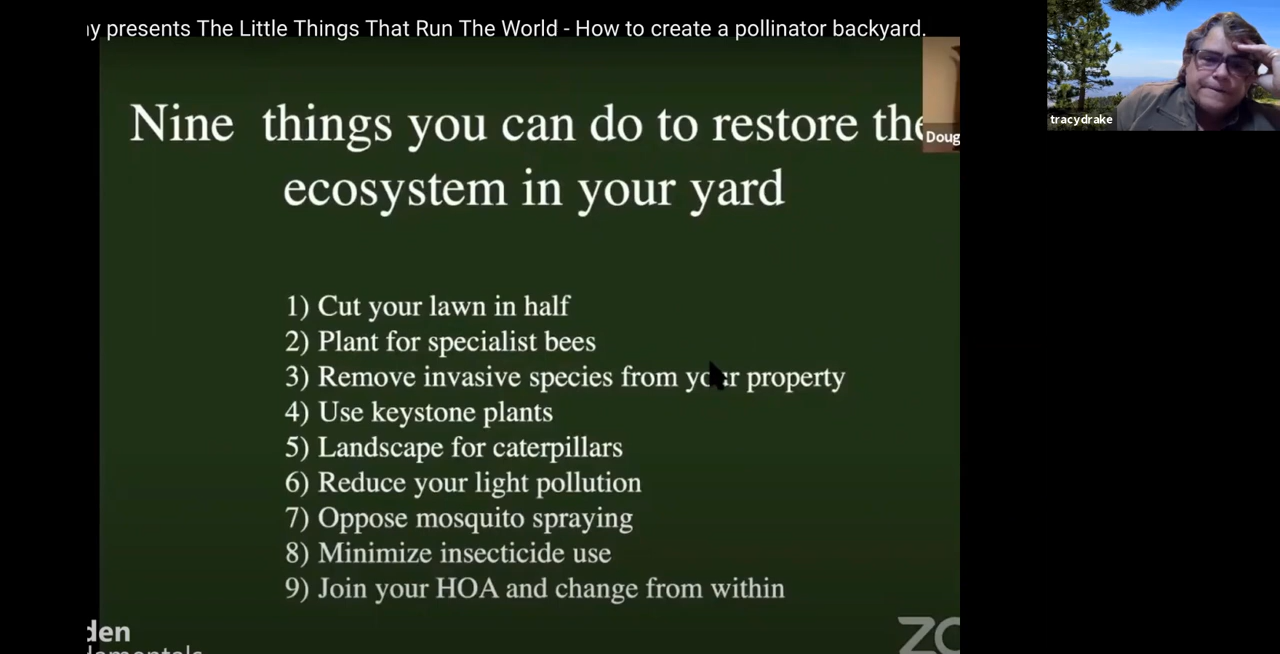 presents The Little Things That Run The World - How to create a pollinator backyard.
tracydrake
Nine things you can do to restore the
Doug
ecosystem in your yard
1) Cut your lawn in half
2) Plant for specialist bees
3) Remove invasive species from your property
4) Use keystone plants
5) Landscape for caterpillars
6) Reduce your light pollution
7) Oppose mosquito spraying
8) Minimize insecticide use
9) Join your HOA and change from within
den